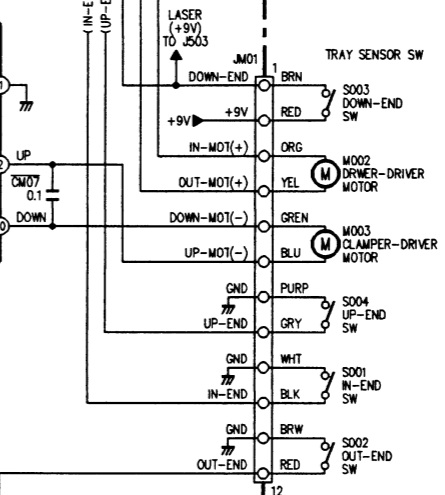 (IN-E
(UP-E
LASER
(+9V)
TO J503
JM01
1
TRAY SENSOR SW
DOWN-END
BRN
S003
DOWN-END
SW
+9V
+9V
RED
IN-MOT(+)
ORG
M
M002
DRWER-DRIVER
MOTOR
OUT-MOT(+)
YEL
UP
CM07
0.1
DOWN
DOWN-MOT(-)
GREN
M
M003
CLAMPER-DRIVER
MOTOR
UP-MOT(-)
BLU
GND
PURP
S004
UP-END
SW
UP-END
GRY
GND
WHT
S001
IN-END
SW
IN-END
BLK
GND
BRW
S002
OUT-END
SW
OUT-END
RED
12